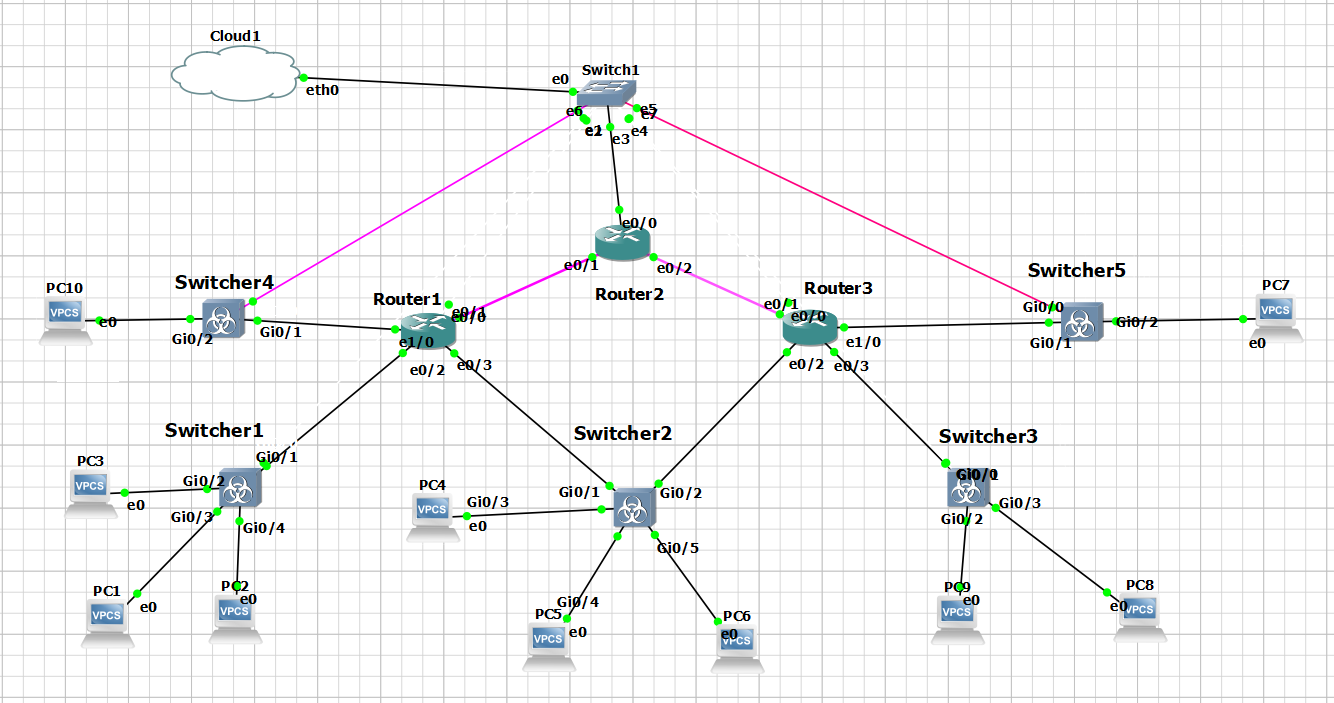 Cloud1
eth0
Switch1
e0
e6
e5
e7
e1
e2
e3
e4
e0/0
e0/1
e0/2
Router2
Switcher4
PC10
VPCS
e0
Gi0/2
Gi0/1
Router1
e0/1
e0/0
e1/0
e0/2
e0/3
Router3
e0/1
e0/0
e1/0
e0/2
e0/3
Switcher5
Gi0/0
Gi0/1
Gi0/2
PC7
VPCS
e0
Switcher1
Gi0/1
Gi0/2
Gi0/3
Gi0/4
PC3
VPCS
e0
PC1
VPCS
e0
PC2
VPCS
e0
Switcher2
Gi0/1
Gi0/2
Gi0/3
Gi0/5
Gi0/4
PC4
VPCS
e0
PC5
VPCS
e0
PC6
VPCS
e0
Switcher3
Gi0/1
Gi0/2
Gi0/3
PC9
VPCS
e0
PC8
VPCS
e0